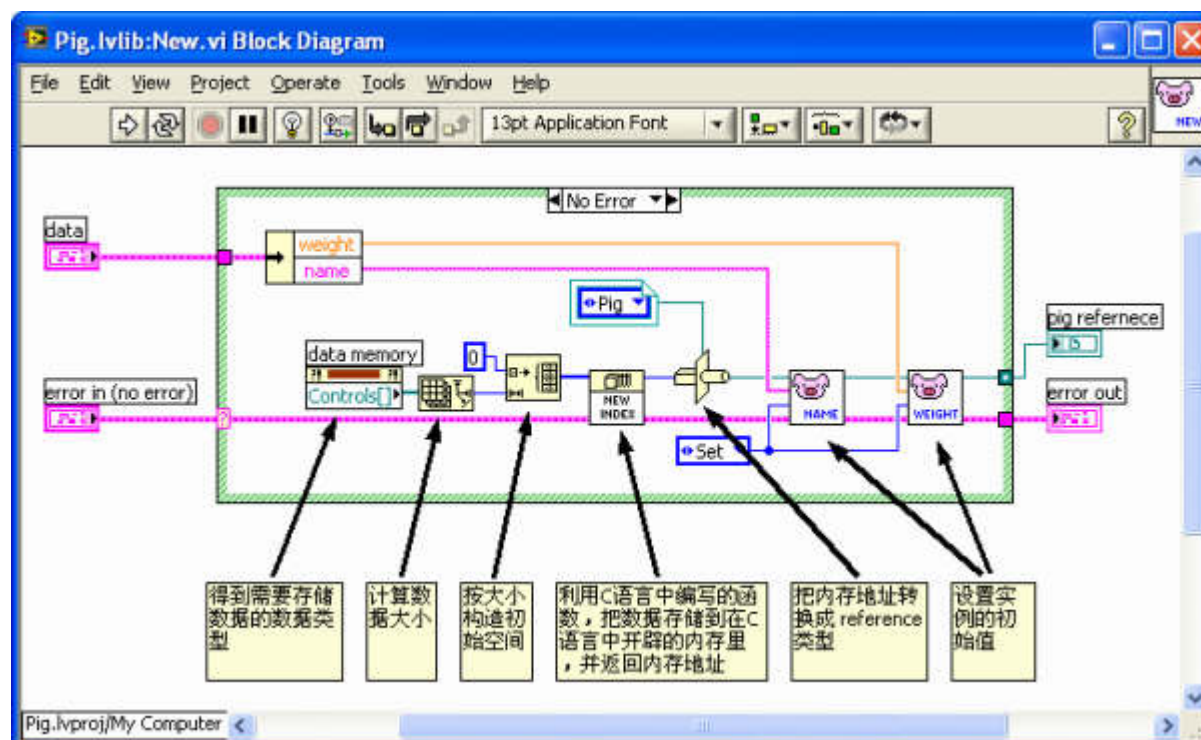 Pig.lvlib:New.vi Block Diagram
File Edit View Project Operate Tools Window Help
13pt Application Font
NEW
No Error
data
weight
name
Pig
pig refernece
data memory
0
Controls[]
error in (no error)
?
NEW
INDEX
NAME
WEIGHT
error out
Set
得到需要存储
数据的数据类
型
计算数
据大小
按大小
构造初
始空间
利用C语言中编写的函
数，把数据存储到在C
语言中开辟的内存里
，并返回内存地址
把内存地址转
换成 reference
类型
设置实
例的初
始值
Pig.lvproj/My Computer